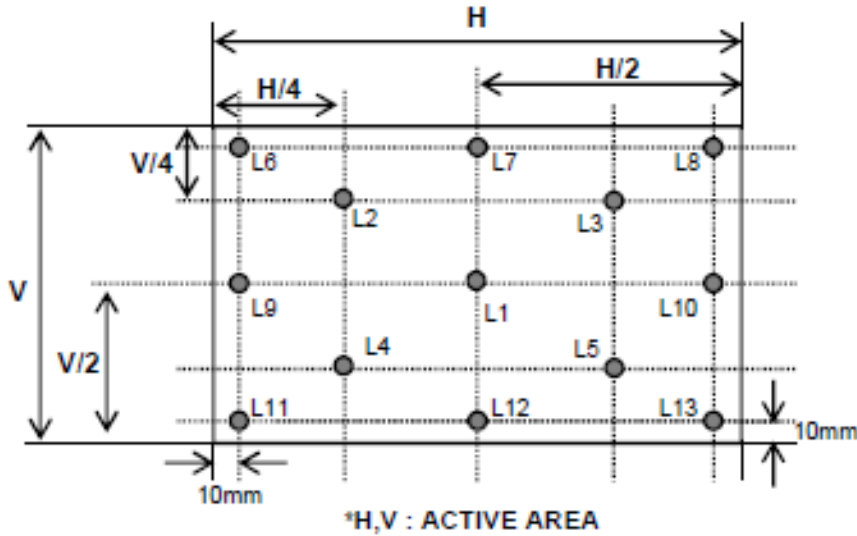 H
H/2
H/4
V/4
L6 L7 L8
L2 L3
V
L9 L1 L10
V/2
L4 L5
L11 L12 L13
10mm
10mm
*H,V : ACTIVE AREA